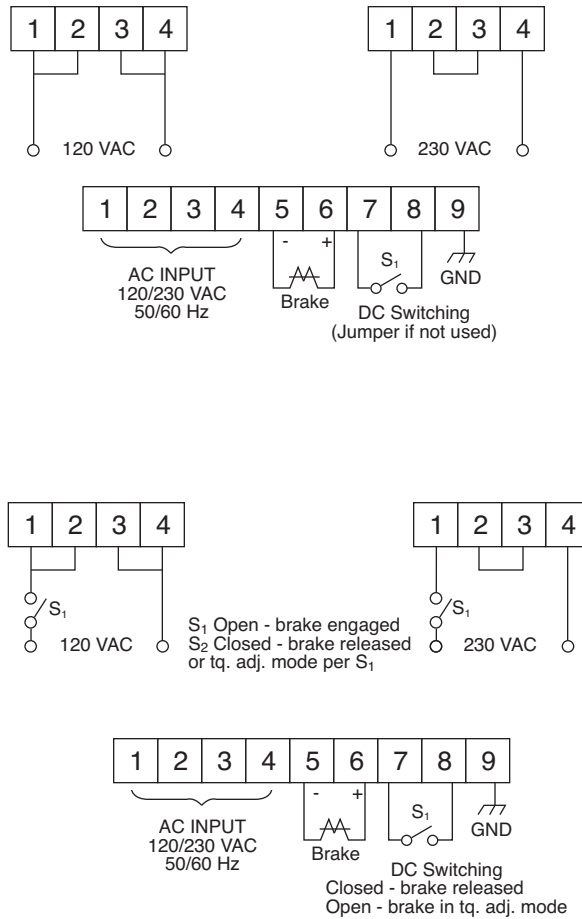 1 2 3 4
1 2 3 4
120 VAC
230 VAC
1 2 3 4 5 6 7 8 9
- +
S₁
GND
AC INPUT
120/230 VAC
50/60 Hz
Brake
DC Switching
(Jumper if not used)
1 2 3 4
1 2 3 4
S₁
S₁
120 VAC
S₁ Open - brake engaged
S₂ Closed - brake released
or tq. adj. mode per S₁
230 VAC
1 2 3 4 5 6 7 8 9
- +
S₁
GND
AC INPUT
120/230 VAC
50/60 Hz
Brake
DC Switching
Closed - brake released
Open - brake in tq. adj. mode